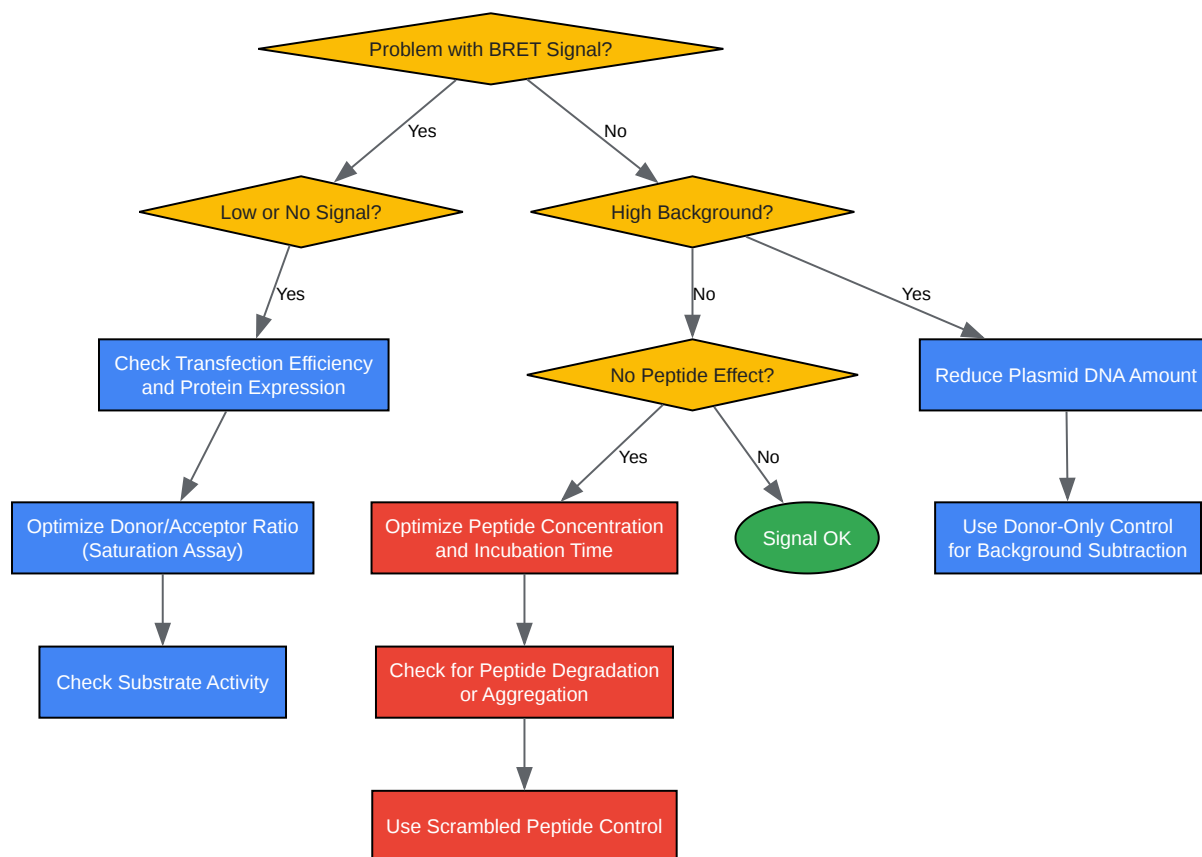 Problem with BRET Signal?
Yes
No
Low or No Signal?
High Background?
Yes
No
Yes
Check Transfection Efficiency
and Protein Expression
No Peptide Effect?
Reduce Plasmid DNA Amount
Yes
No
Optimize Donor/Acceptor Ratio
(Saturation Assay)
Optimize Peptide Concentration
and Incubation Time
Signal OK
Use Donor-Only Control
for Background Subtraction
Check Substrate Activity
Check for Peptide Degradation
or Aggregation
Use Scrambled Peptide Control